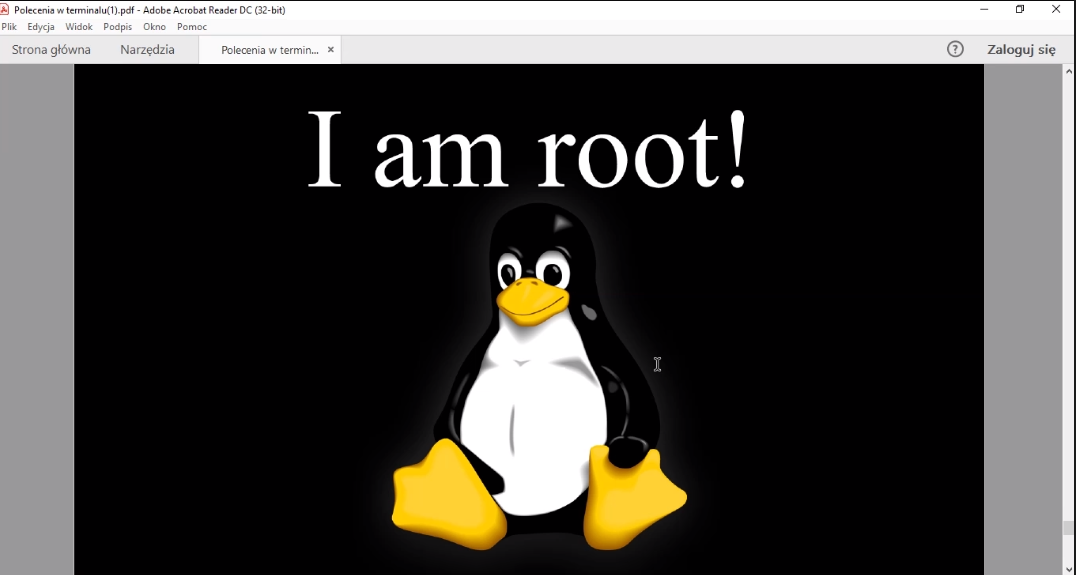 Polecenia w terminalu(1).pdf - Adobe Acrobat Reader DC (32-bit)
Plik Edycja Widok Podpis Okno Pomoc
Strona główna Narzędzia Polecenia w termin... × ? Zaloguj się
I am root!